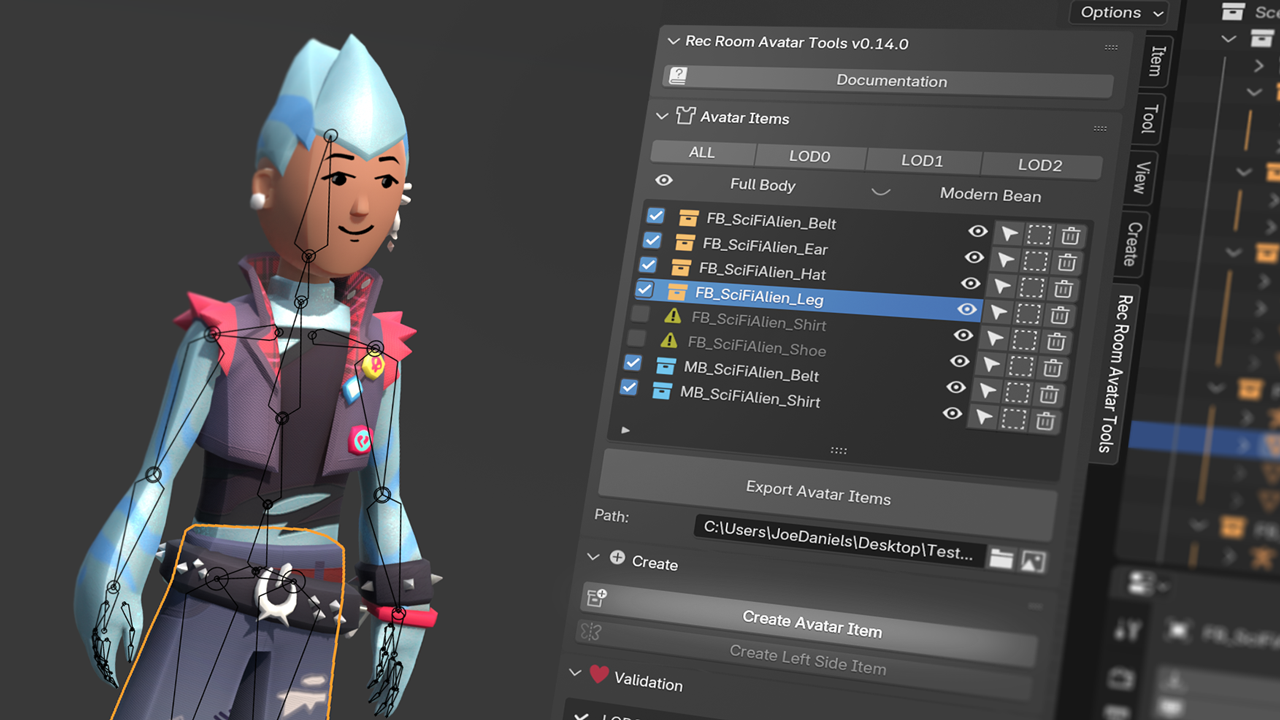 Options
Rec Room Avatar Tools v0.14.0
Documentation
Avatar Items
ALL
LOD0
LOD1
LOD2
Full Body
Modern Bean
FB_SciFiAlien_Belt
FB_SciFiAlien_Ear
FB_SciFiAlien_Hat
FB_SciFiAlien_Leg
FB_SciFiAlien_Shirt
FB_SciFiAlien_Shoe
MB_SciFiAlien_Belt
MB_SciFiAlien_Shirt
Export Avatar Items
Path:
C:\Users\JoeDaniels\Desktop\Test...
Create
Create Avatar Item
Create Left Side Item
Validation
Item
Tool
View
Create
Rec Room Avatar Tools